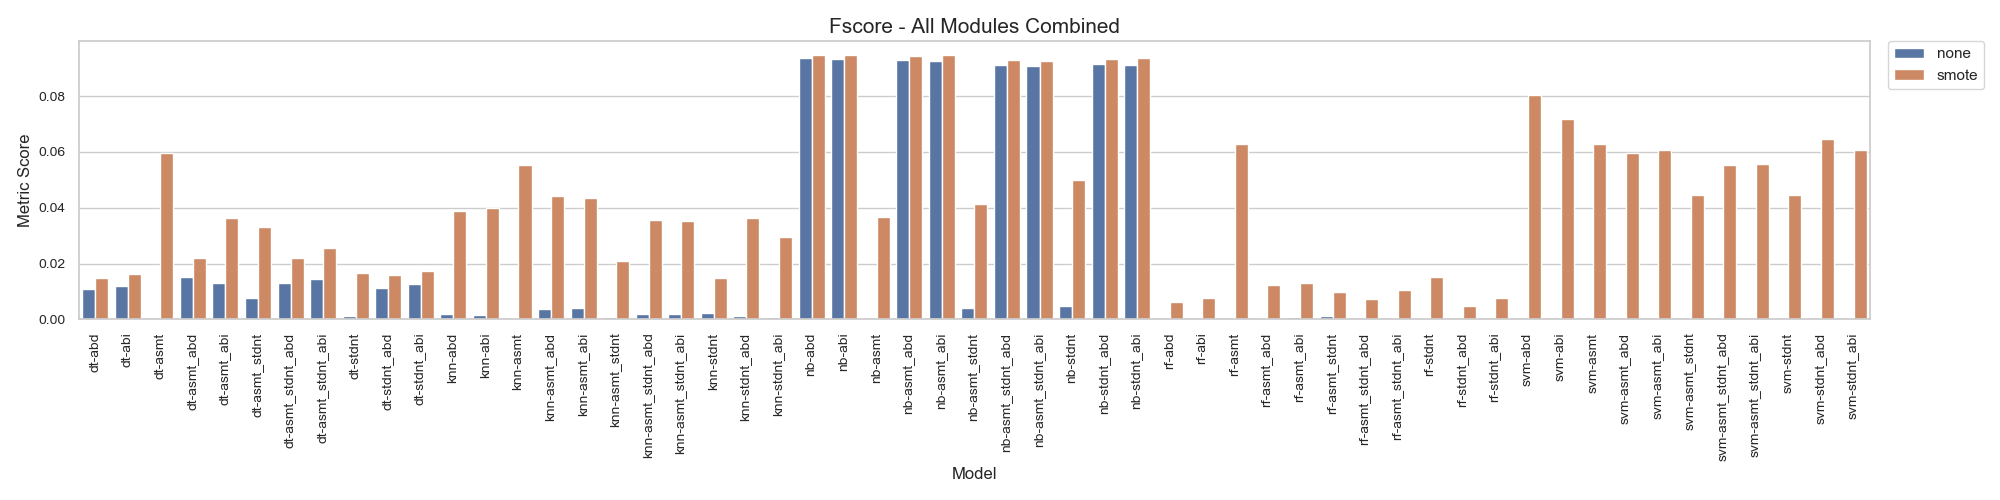 Fscore - All Modules Combined
none
smote
Metric Score
0.08
0.06
0.04
0.02
0.00
dt-abd
dt-abi
dt-asmt
dt-asmt_abd
dt-asmt_abi
dt-asmt_stdnt
dt-asmt_stdnt_abd
dt-asmt_stdnt_abi
dt-stdnt
dt-stdnt_abd
dt-stdnt_abi
knn-abd
knn-abi
knn-asmt
knn-asmt_abd
knn-asmt_abi
knn-asmt_stdnt
knn-asmt_stdnt_abd
knn-asmt_stdnt_abi
knn-stdnt
knn-stdnt_abd
knn-stdnt_abi
nb-abd
nb-abi
nb-asmt
nb-asmt_abd
nb-asmt_abi
nb-asmt_stdnt
nb-asmt_stdnt_abd
nb-asmt_stdnt_abi
nb-stdnt
nb-stdnt_abd
nb-stdnt_abi
rf-abd
rf-abi
rf-asmt
rf-asmt_abd
rf-asmt_abi
rf-asmt_stdnt
rf-asmt_stdnt_abd
rf-asmt_stdnt_abi
rf-stdnt
rf-stdnt_abd
rf-stdnt_abi
svm-abd
svm-abi
svm-asmt
svm-asmt_abd
svm-asmt_abi
svm-asmt_stdnt
svm-asmt_stdnt_abd
svm-asmt_stdnt_abi
svm-stdnt
svm-stdnt_abd
svm-stdnt_abi
Model